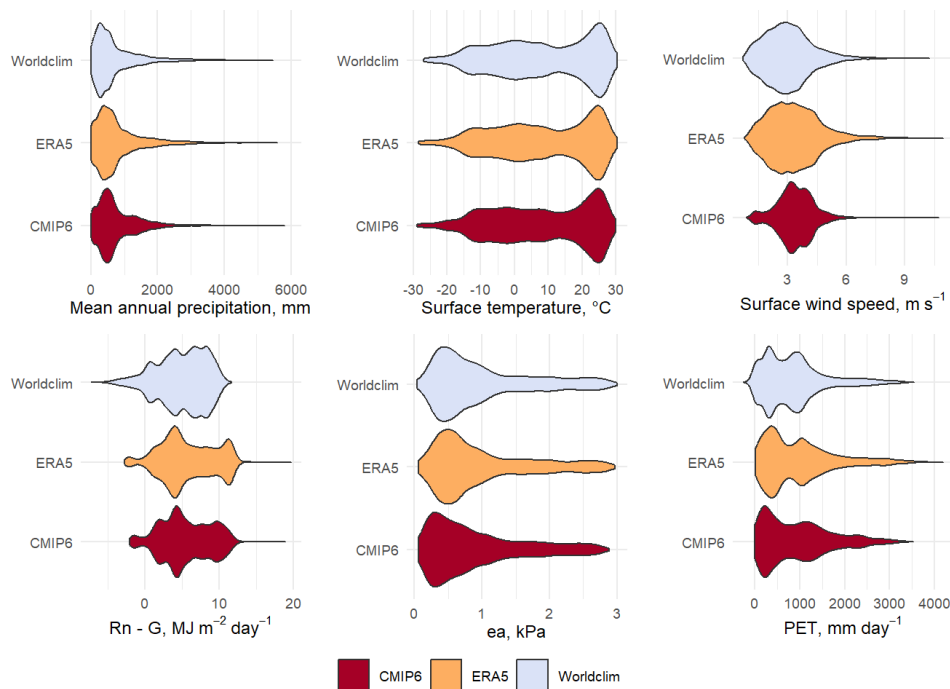 Worldclim
ERA5
CMIP6
0 2000 4000 6000
Mean annual precipitation, mm
Worldclim
ERA5
CMIP6
-30 -20 -10 0 10 20 30
Surface temperature, °C
Worldclim
ERA5
CMIP6
3 6 9
Surface wind speed, m s⁻¹
Worldclim
ERA5
CMIP6
0 10 20
Rn - G, MJ m⁻² day⁻¹
Worldclim
ERA5
CMIP6
0 1 2 3
ea, kPa
Worldclim
ERA5
CMIP6
0 1000 2000 3000 4000
PET, mm day⁻¹
CMIP6 ERA5 Worldclim